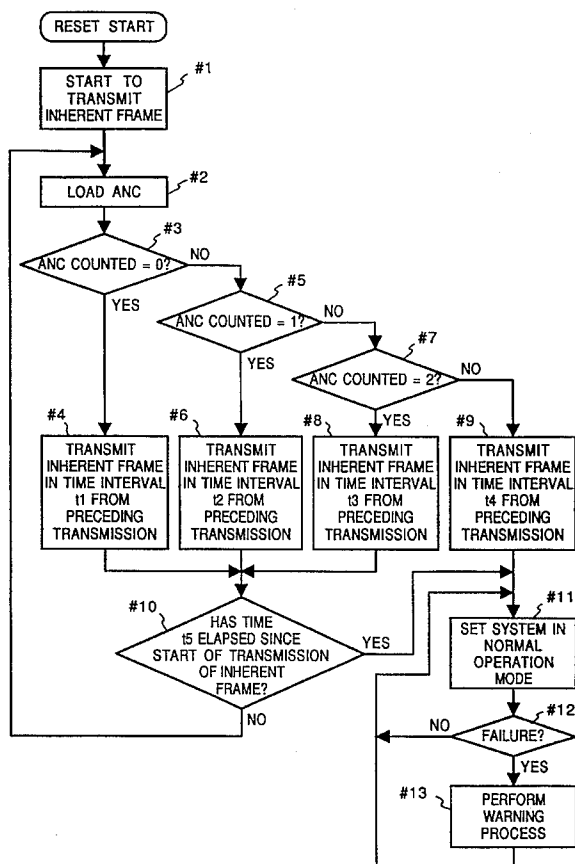 RESET START
#1
START TO
TRANSMIT
INHERENT FRAME
#2
LOAD ANC
#3
ANC COUNTED = 0?
NO
YES
#5
ANC COUNTED = 1?
NO
YES
#7
ANC COUNTED = 2?
NO
YES
#4
TRANSMIT
INHERENT FRAME
IN TIME INTERVAL
t1 FROM
PRECEDING
TRANSMISSION
#6
TRANSMIT
INHERENT FRAME
IN TIME INTERVAL
t2 FROM
PRECEDING
TRANSMISSION
#8
TRANSMIT
INHERENT FRAME
IN TIME INTERVAL
t3 FROM
PRECEDING
TRANSMISSION
#9
TRANSMIT
INHERENT FRAME
IN TIME INTERVAL
t4 FROM
PRECEDING
TRANSMISSION
#10
HAS TIME
t5 ELAPSED SINCE
START OF TRANSMISSION
OF INHERENT
FRAME?
YES
NO
#11
SET SYSTEM IN
NORMAL
OPERATION
MODE
#12
FAILURE?
NO
YES
#13
PERFORM
WARNING
PROCESS